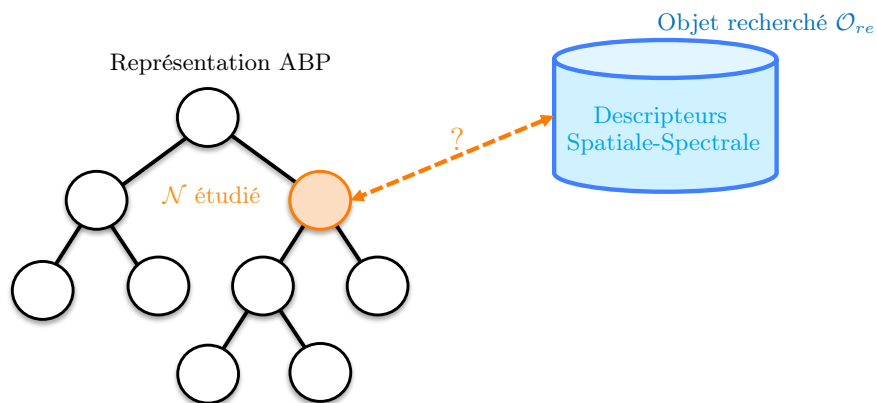 Objet recherché 𝒪re
Représentation ABP
Descripteurs
Spatiale-Spectrale
?
𝒩 étudié